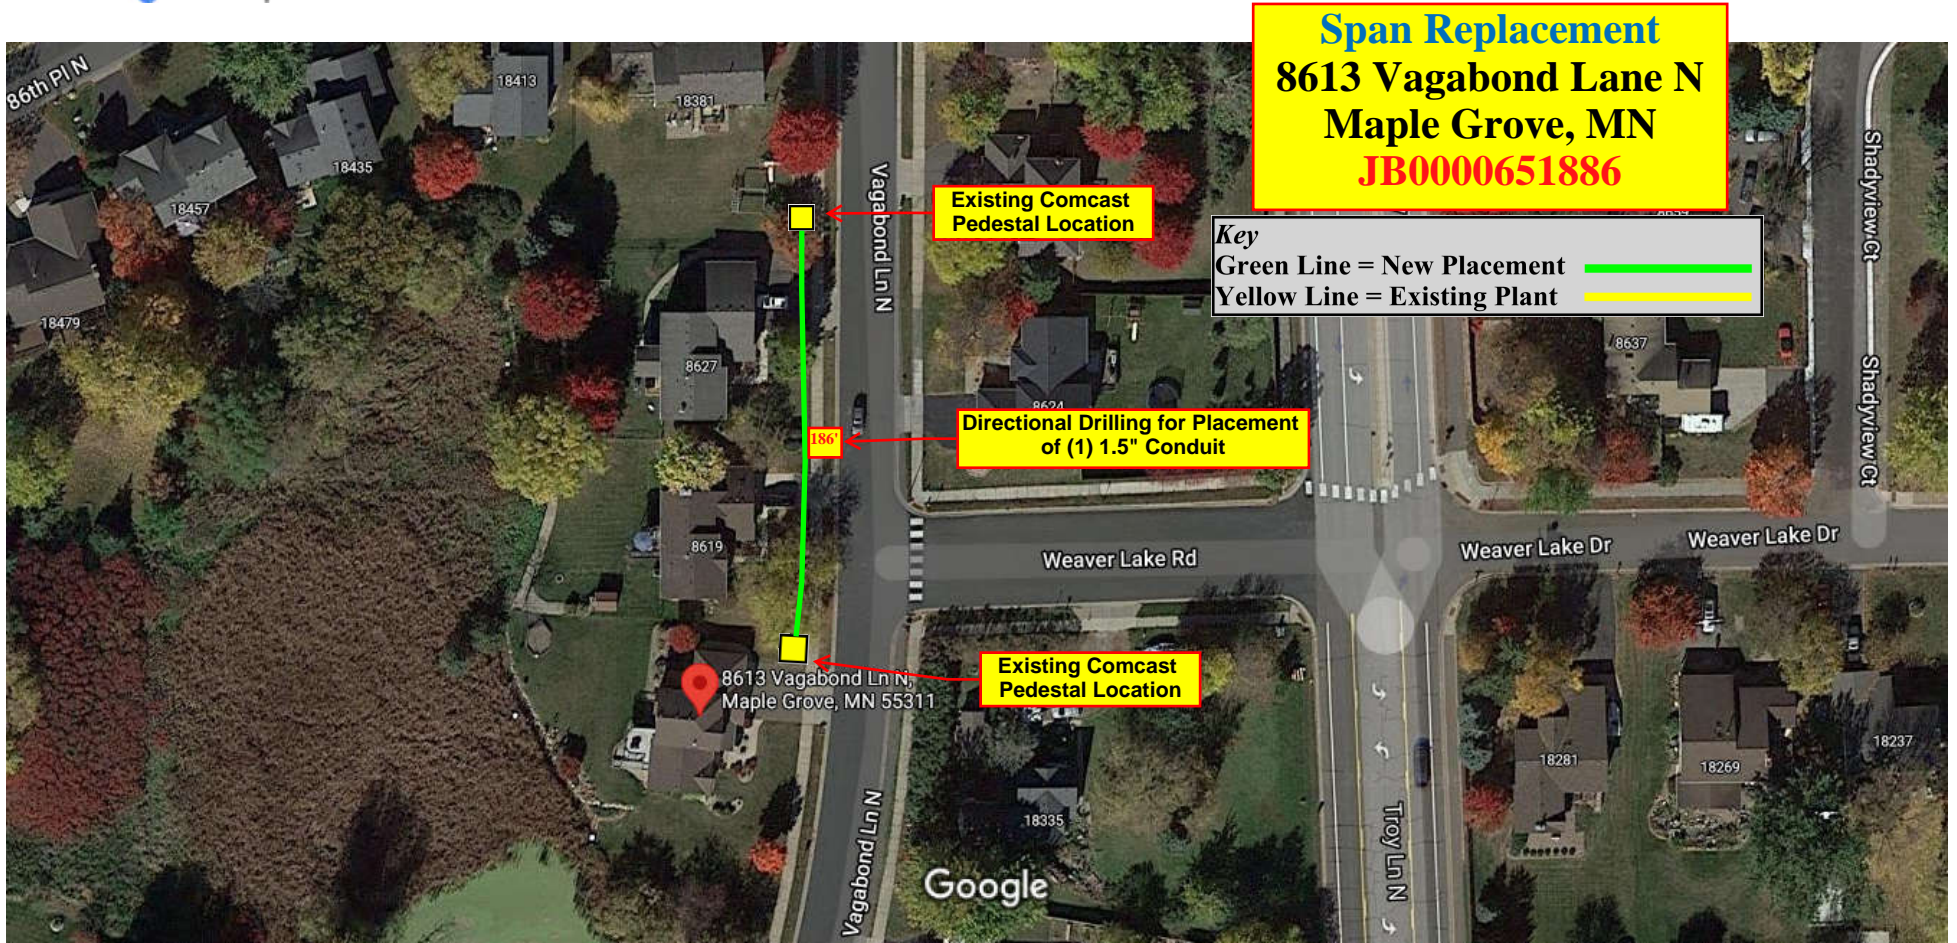 Span Replacement
8613 Vagabond Lane N
Maple Grove, MN
JB0000651886
Key
Green Line = New Placement
Yellow Line = Existing Plant
86th Pl N
18413
18381
18435
18457
18479
Vagabond Ln N
Existing Comcast
Pedestal Location
Shadyview Ct
8627
8624
8637
Shadyview Ct
186'
Directional Drilling for Placement
of (1) 1.5" Conduit
8619
Weaver Lake Rd
Weaver Lake Dr
Weaver Lake Dr
Existing Comcast
Pedestal Location
8613 Vagabond Ln N,
Maple Grove, MN 55311
18281
18269
18237
18335
Troy Ln N
Vagabond Ln N
Google